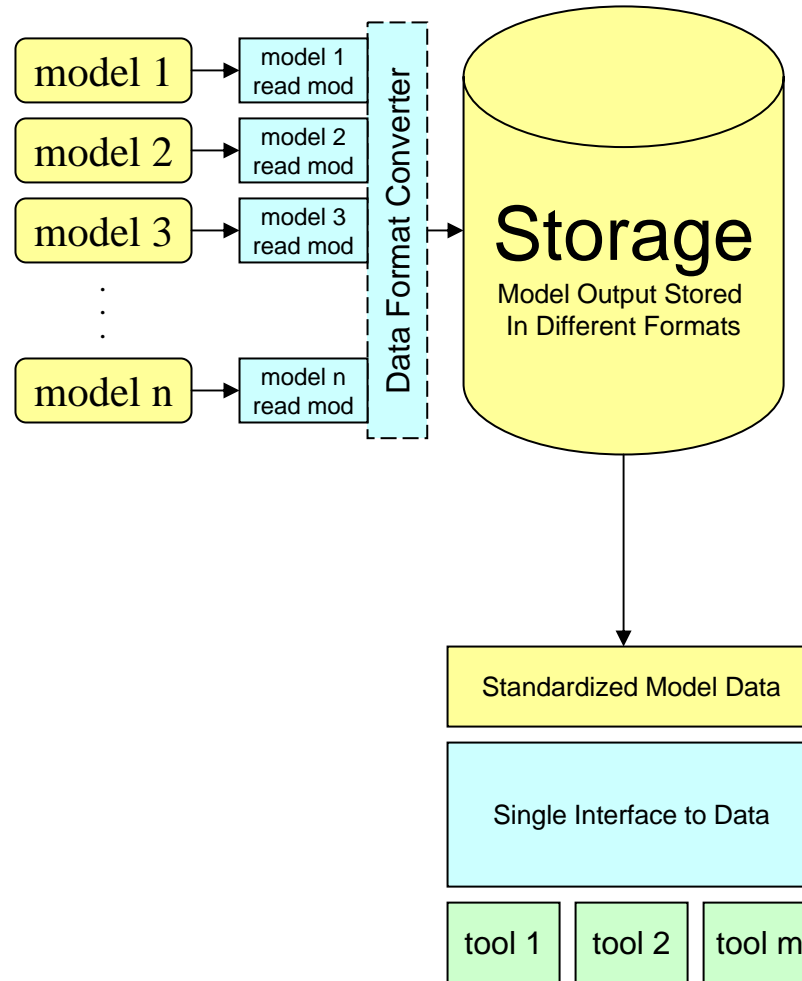 model 1
model 1
read mod
model 2
model 2
read mod
model 3
model 3
read mod
.
.
.
model n
model n
read mod
Data Format Converter
Storage
Model Output Stored
In Different Formats
Standardized Model Data
Single Interface to Data
tool 1
tool 2
tool m